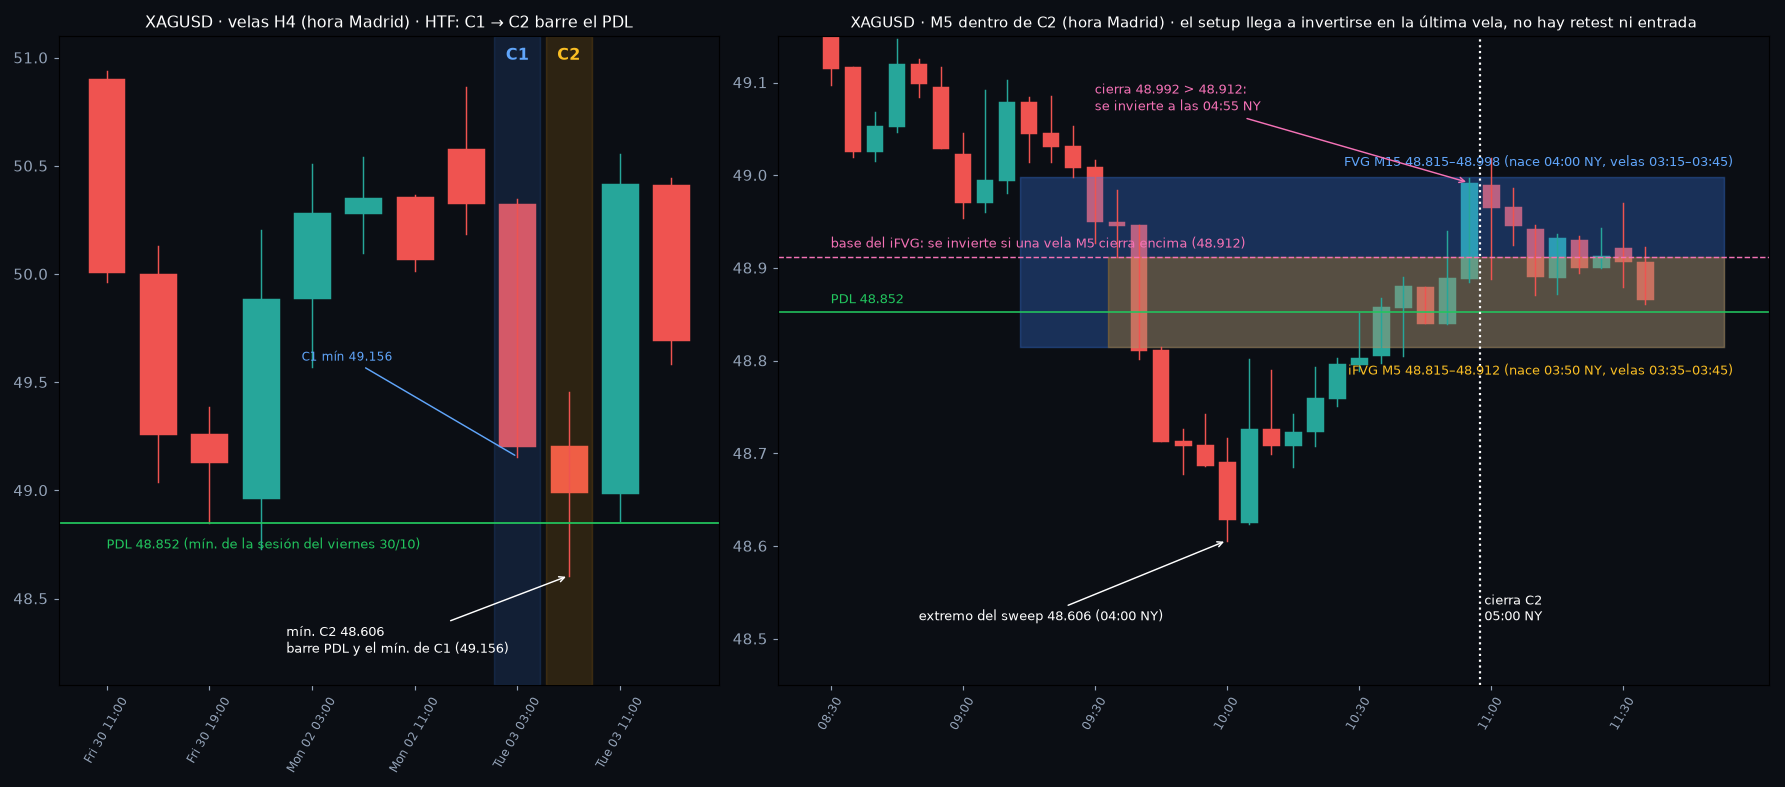 XAGUSD · velas H4 (hora Madrid) · HTF: C1 → C2 barre el PDL
51.0
50.5
50.0
49.5
49.0
48.5
C1
C2
C1 mín 49.156
PDL 48.852 (mín. de la sesión del viernes 30/10)
mín. C2 48.606
barre PDL y el mín. de C1 (49.156)
Fri 30 11:00
Fri 30 19:00
Mon 02 03:00
Mon 02 11:00
Tue 03 03:00
Tue 03 11:00
XAGUSD · M5 dentro de C2 (hora Madrid) · el setup llega a invertirse en la última vela, no hay retest ni entrada
49.1
49.0
48.9
48.8
48.7
48.6
48.5
cierra 48.992 > 48.912:
se invierte a las 04:55 NY
FVG M15 48.815–48.998 (nace 04:00 NY, velas 03:15–03:45)
base del iFVG: se invierte si una vela M5 cierra encima (48.912)
PDL 48.852
iFVG M5 48.815–48.912 (nace 03:50 NY, velas 03:35–03:45)
extremo del sweep 48.606 (04:00 NY)
cierra C2
05:00 NY
08:30
09:00
09:30
10:00
10:30
11:00
11:30